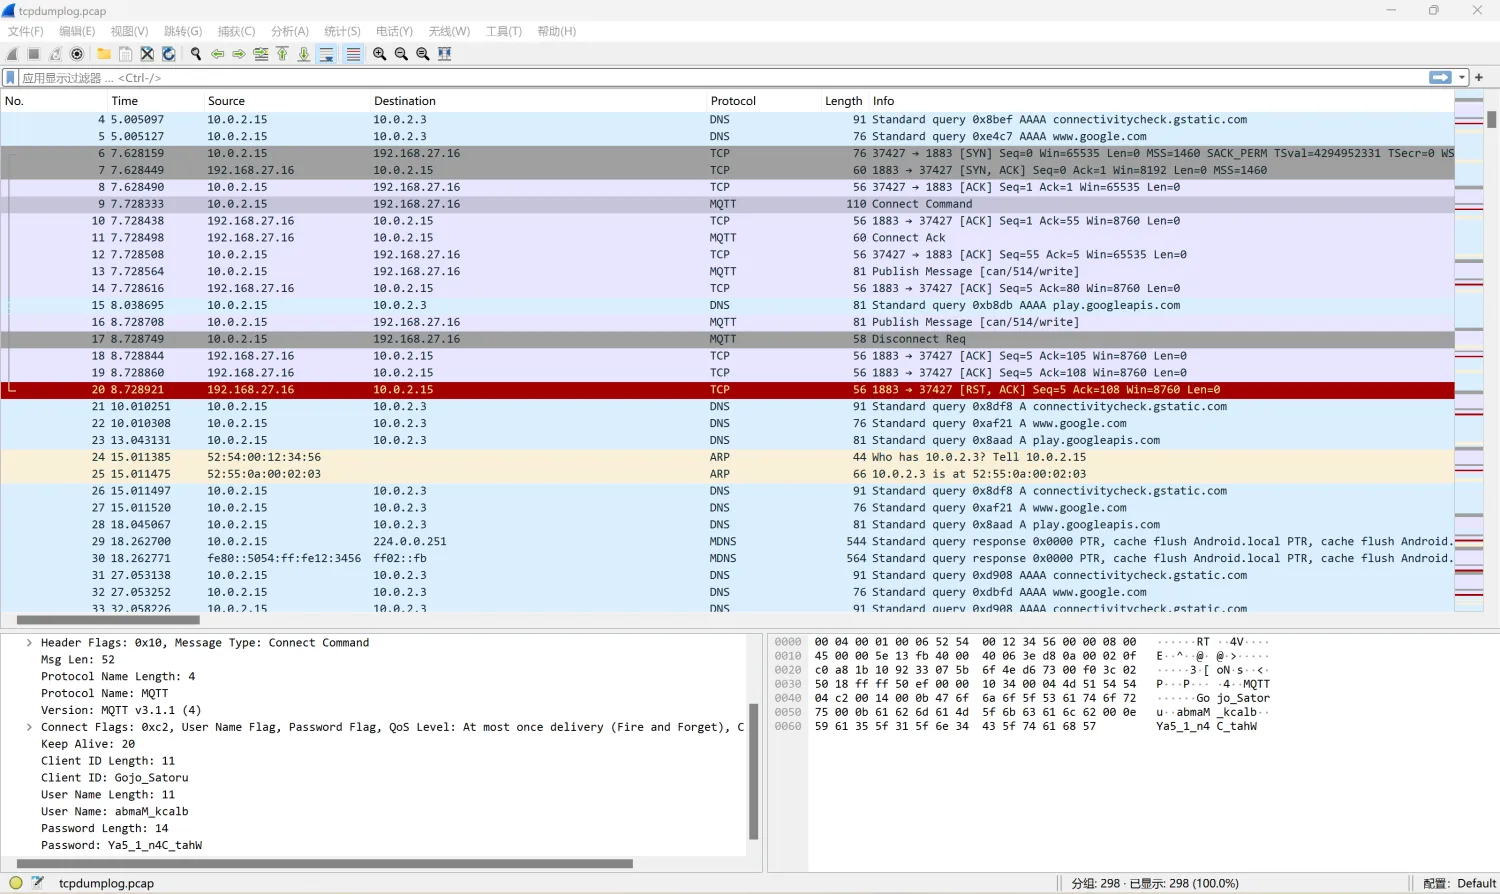 tcpdumplog.pcap
文件(F) 编辑(E) 视图(V) 跳转(G) 捕获(C) 分析(A) 统计(S) 电话(Y) 无线(W) 工具(T) 帮助(H)
应用显示过滤器 … <Ctrl-/>
No. Time Source Destination Protocol Length Info
4 5.005097 10.0.2.15 10.0.2.3 DNS 91 Standard query 0x8bef AAAA connectivitycheck.gstatic.com
5 5.005127 10.0.2.15 10.0.2.3 DNS 76 Standard query 0xe4c7 AAAA www.google.com
6 7.628159 10.0.2.15 192.168.27.16 TCP 76 37427 → 1883 [SYN] Seq=0 Win=65535 Len=0 MSS=1460 SACK_PERM TSval=4294952331 TSecr=0 WS
7 7.628449 192.168.27.16 10.0.2.15 TCP 60 1883 → 37427 [SYN, ACK] Seq=0 Ack=1 Win=8192 Len=0 MSS=1460
8 7.628490 10.0.2.15 192.168.27.16 TCP 56 37427 → 1883 [ACK] Seq=1 Ack=1 Win=65535 Len=0
9 7.728333 10.0.2.15 192.168.27.16 MQTT 110 Connect Command
10 7.728438 192.168.27.16 10.0.2.15 TCP 56 1883 → 37427 [ACK] Seq=1 Ack=55 Win=8760 Len=0
11 7.728498 192.168.27.16 10.0.2.15 MQTT 60 Connect Ack
12 7.728508 10.0.2.15 192.168.27.16 TCP 56 37427 → 1883 [ACK] Seq=55 Ack=5 Win=65535 Len=0
13 7.728564 10.0.2.15 192.168.27.16 MQTT 81 Publish Message [can/514/write]
14 7.728616 192.168.27.16 10.0.2.15 TCP 56 1883 → 37427 [ACK] Seq=5 Ack=80 Win=8760 Len=0
15 8.038695 10.0.2.15 10.0.2.3 DNS 81 Standard query 0xb8db AAAA play.googleapis.com
16 8.728708 10.0.2.15 192.168.27.16 MQTT 81 Publish Message [can/514/write]
17 8.728749 10.0.2.15 192.168.27.16 MQTT 58 Disconnect Req
18 8.728844 192.168.27.16 10.0.2.15 TCP 56 1883 → 37427 [ACK] Seq=5 Ack=105 Win=8760 Len=0
19 8.728860 192.168.27.16 10.0.2.15 TCP 56 1883 → 37427 [ACK] Seq=5 Ack=108 Win=8760 Len=0
20 8.728921 192.168.27.16 10.0.2.15 TCP 56 1883 → 37427 [RST, ACK] Seq=5 Ack=108 Win=8760 Len=0
21 10.010251 10.0.2.15 10.0.2.3 DNS 91 Standard query 0x8df8 A connectivitycheck.gstatic.com
22 10.010308 10.0.2.15 10.0.2.3 DNS 76 Standard query 0xaf21 A www.google.com
23 13.043131 10.0.2.15 10.0.2.3 DNS 81 Standard query 0x8aad A play.googleapis.com
24 15.011385 52:54:00:12:34:56 ARP 44 Who has 10.0.2.3? Tell 10.0.2.15
25 15.011475 52:55:0a:00:02:03 ARP 66 10.0.2.3 is at 52:55:0a:00:02:03
26 15.011497 10.0.2.15 10.0.2.3 DNS 91 Standard query 0x8df8 A connectivitycheck.gstatic.com
27 15.011520 10.0.2.15 10.0.2.3 DNS 76 Standard query 0xaf21 A www.google.com
28 18.045067 10.0.2.15 10.0.2.3 DNS 81 Standard query 0x8aad A play.googleapis.com
29 18.262700 10.0.2.15 224.0.0.251 MDNS 544 Standard query response 0x0000 PTR, cache flush Android.local PTR, cache flush Android.
30 18.262771 fe80::5054:ff:fe12:3456 ff02::fb MDNS 564 Standard query response 0x0000 PTR, cache flush Android.local PTR, cache flush Android.
31 27.053138 10.0.2.15 10.0.2.3 DNS 91 Standard query 0xd908 AAAA connectivitycheck.gstatic.com
32 27.053252 10.0.2.15 10.0.2.3 DNS 76 Standard query 0xdbfd AAAA www.google.com
33 32.058226 10.0.2.15 10.0.2.3 DNS 91 Standard query 0xd908 AAAA connectivitycheck.gstatic.com
Header Flags: 0x10, Message Type: Connect Command
Msg Len: 52
Protocol Name Length: 4
Protocol Name: MQTT
Version: MQTT v3.1.1 (4)
Connect Flags: 0xc2, User Name Flag, Password Flag, QoS Level: At most once delivery (Fire and Forget), C
Keep Alive: 20
Client ID Length: 11
Client ID: Gojo_Satoru
User Name Length: 11
User Name: abmaM_kcalb
Password Length: 14
Password: Ya5_1_n4C_tahW
0000 00 04 00 01 00 06 52 54 00 12 34 56 00 00 08 00 ······RT ··4V····
0010 45 00 00 5e 13 fb 40 00 40 06 3e d8 0a 00 02 0f E··^··@· @·>·····
0020 c0 a8 1b 10 92 33 07 5b 6f 4e d6 73 00 f0 3c 02 ·····3·[ oN·s··<·
0030 50 18 ff ff 50 ef 00 00 10 34 00 04 4d 51 54 54 P···P··· ·4··MQTT
0040 04 c2 00 14 00 0b 47 6f 6a 6f 5f 53 61 74 6f 72 ······Go jo_Sator
0050 75 00 0b 61 62 6d 61 4d 5f 6b 63 61 6c 62 00 0e u··abmaM _kcalb··
0060 59 61 35 5f 31 5f 6e 34 43 5f 74 61 68 57 Ya5_1_n4 C_tahW
tcpdumplog.pcap 分组: 298 · 已显示: 298 (100.0%) 配置: Default